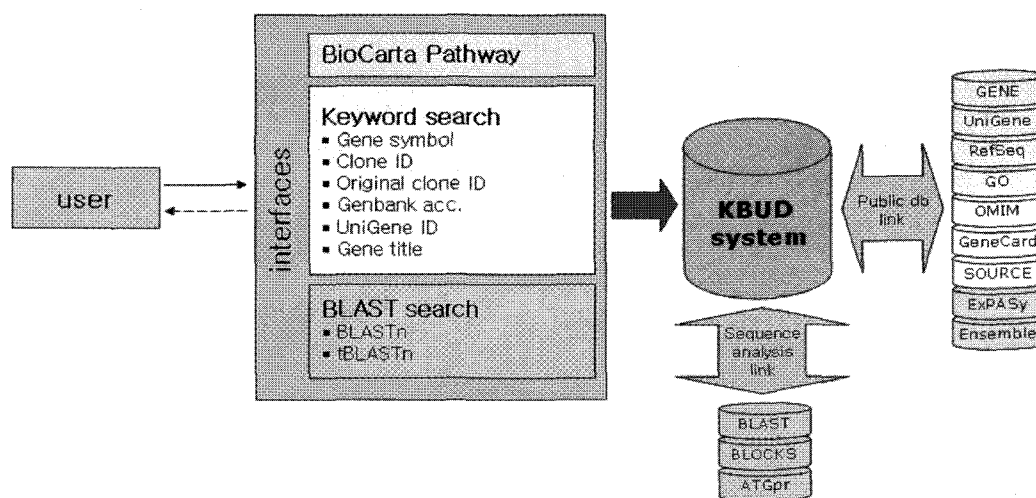 user
interfaces
BioCarta Pathway
Keyword search
▪ Gene symbol
▪ Clone ID
▪ Original clone ID
▪ Genbank acc.
▪ UniGene ID
▪ Gene title
BLAST search
▪ BLASTn
▪ tBLASTn
KBUD
system
Public db
link
GENE
UniGene
RefSeq
GO
OMIM
GeneCard
SOURCE
ExPASy
Ensemble
Sequence
analysis
link
BLAST
BLOCKS
ATGpr